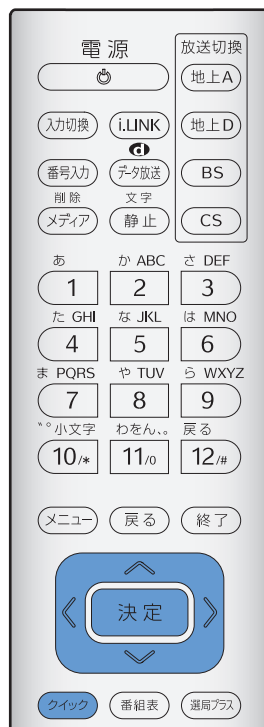 電源
放送切換
地上A
入力切換 i.LINK 地上D
d
番号入力 データ放送 BS
削除 文字
メディア 静止 CS
あ か ABC さ DEF
1 2 3
た GHI な JKL は MNO
4 5 6
ま PQRS や TUV ら WXYZ
7 8 9
゛゜小文字 わをん、。 戻る
10/* 11/0 12/#
メニュー 戻る 終了
決定
クイック 番組表 選局プラス